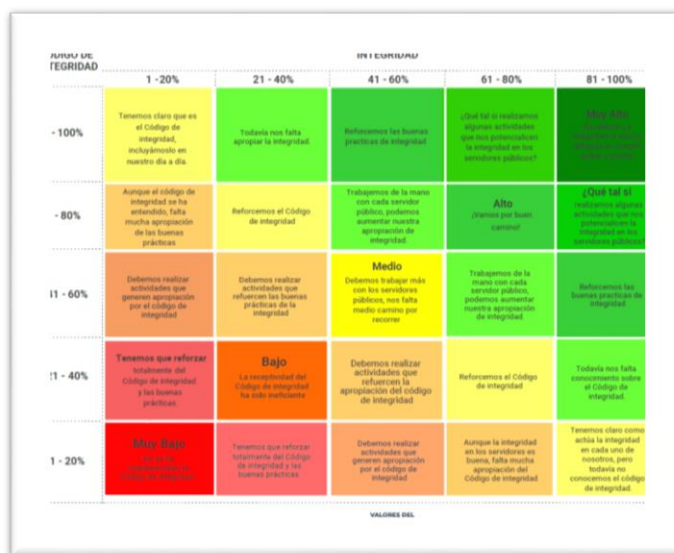 INTEGRIDAD
1 -20%
21 - 40%
41 - 60%
61 - 80%
81 - 100%
- 100%
Tenemos claro que es
el Código de
integridad,
incluyámoslo en
nuestro día a día.
Todavía nos falta
apropiar la integridad.
Reforcemos las buenas
practicas de integridad
¿Qué tal si realizamos
algunas actividades
que nos potencialicen
la integridad en los
servidores públicos?
Muy Alto
- 80%
Aunque el código de
integridad se ha
entendido, falta
mucha apropiación
de las buenas
prácticas
Reforcemos el Código
de integridad
Trabajemos de la mano
con cada servidor
público, podemos
aumentar nuestra
apropiación de
integridad.
Alto
¡Vamos por buen
camino!
¿Qué tal si
realizamos algunas
actividades que nos
potencialicen la
integridad en los
servidores públicos?
41 - 60%
Debemos realizar
actividades que
generen apropiación
por el código de
integridad
Debemos realizar
actividades que
refuercen las buenas
prácticas de la
integridad
Medio
Debemos trabajar más
con los servidores
públicos, nos falta
medio camino por
recorrer
Trabajemos de la
mano con cada
servidor público,
podemos aumentar
nuestra apropiación
de integridad.
Reforcemos las
buenas practicas de
integridad
21 - 40%
Tenemos que reforzar
totalmente del
Código de integridad
y las buenas
prácticas.
Bajo
La receptividad del
Código de integridad
ha sido ineficiente
Debemos realizar
actividades que
refuercen la
apropiación del código
de integridad
Reforcemos el Código
de integridad
Todavía nos falta
conocimiento sobre
el Código de
integridad.
1 - 20%
Muy Bajo
Tenemos que reforzar
totalmente del Código
de integridad y las
buenas prácticas.
Debemos realizar
actividades que
generen apropiación
por el código de
integridad
Aunque la integridad
en los servidores es
buena, falta mucha
apropiación del
Código de integridad
Tenemos claro como
actúa la integridad
en cada uno de
nosotros, pero
todavía no
conocemos el código
de integridad.
VALORES DEL